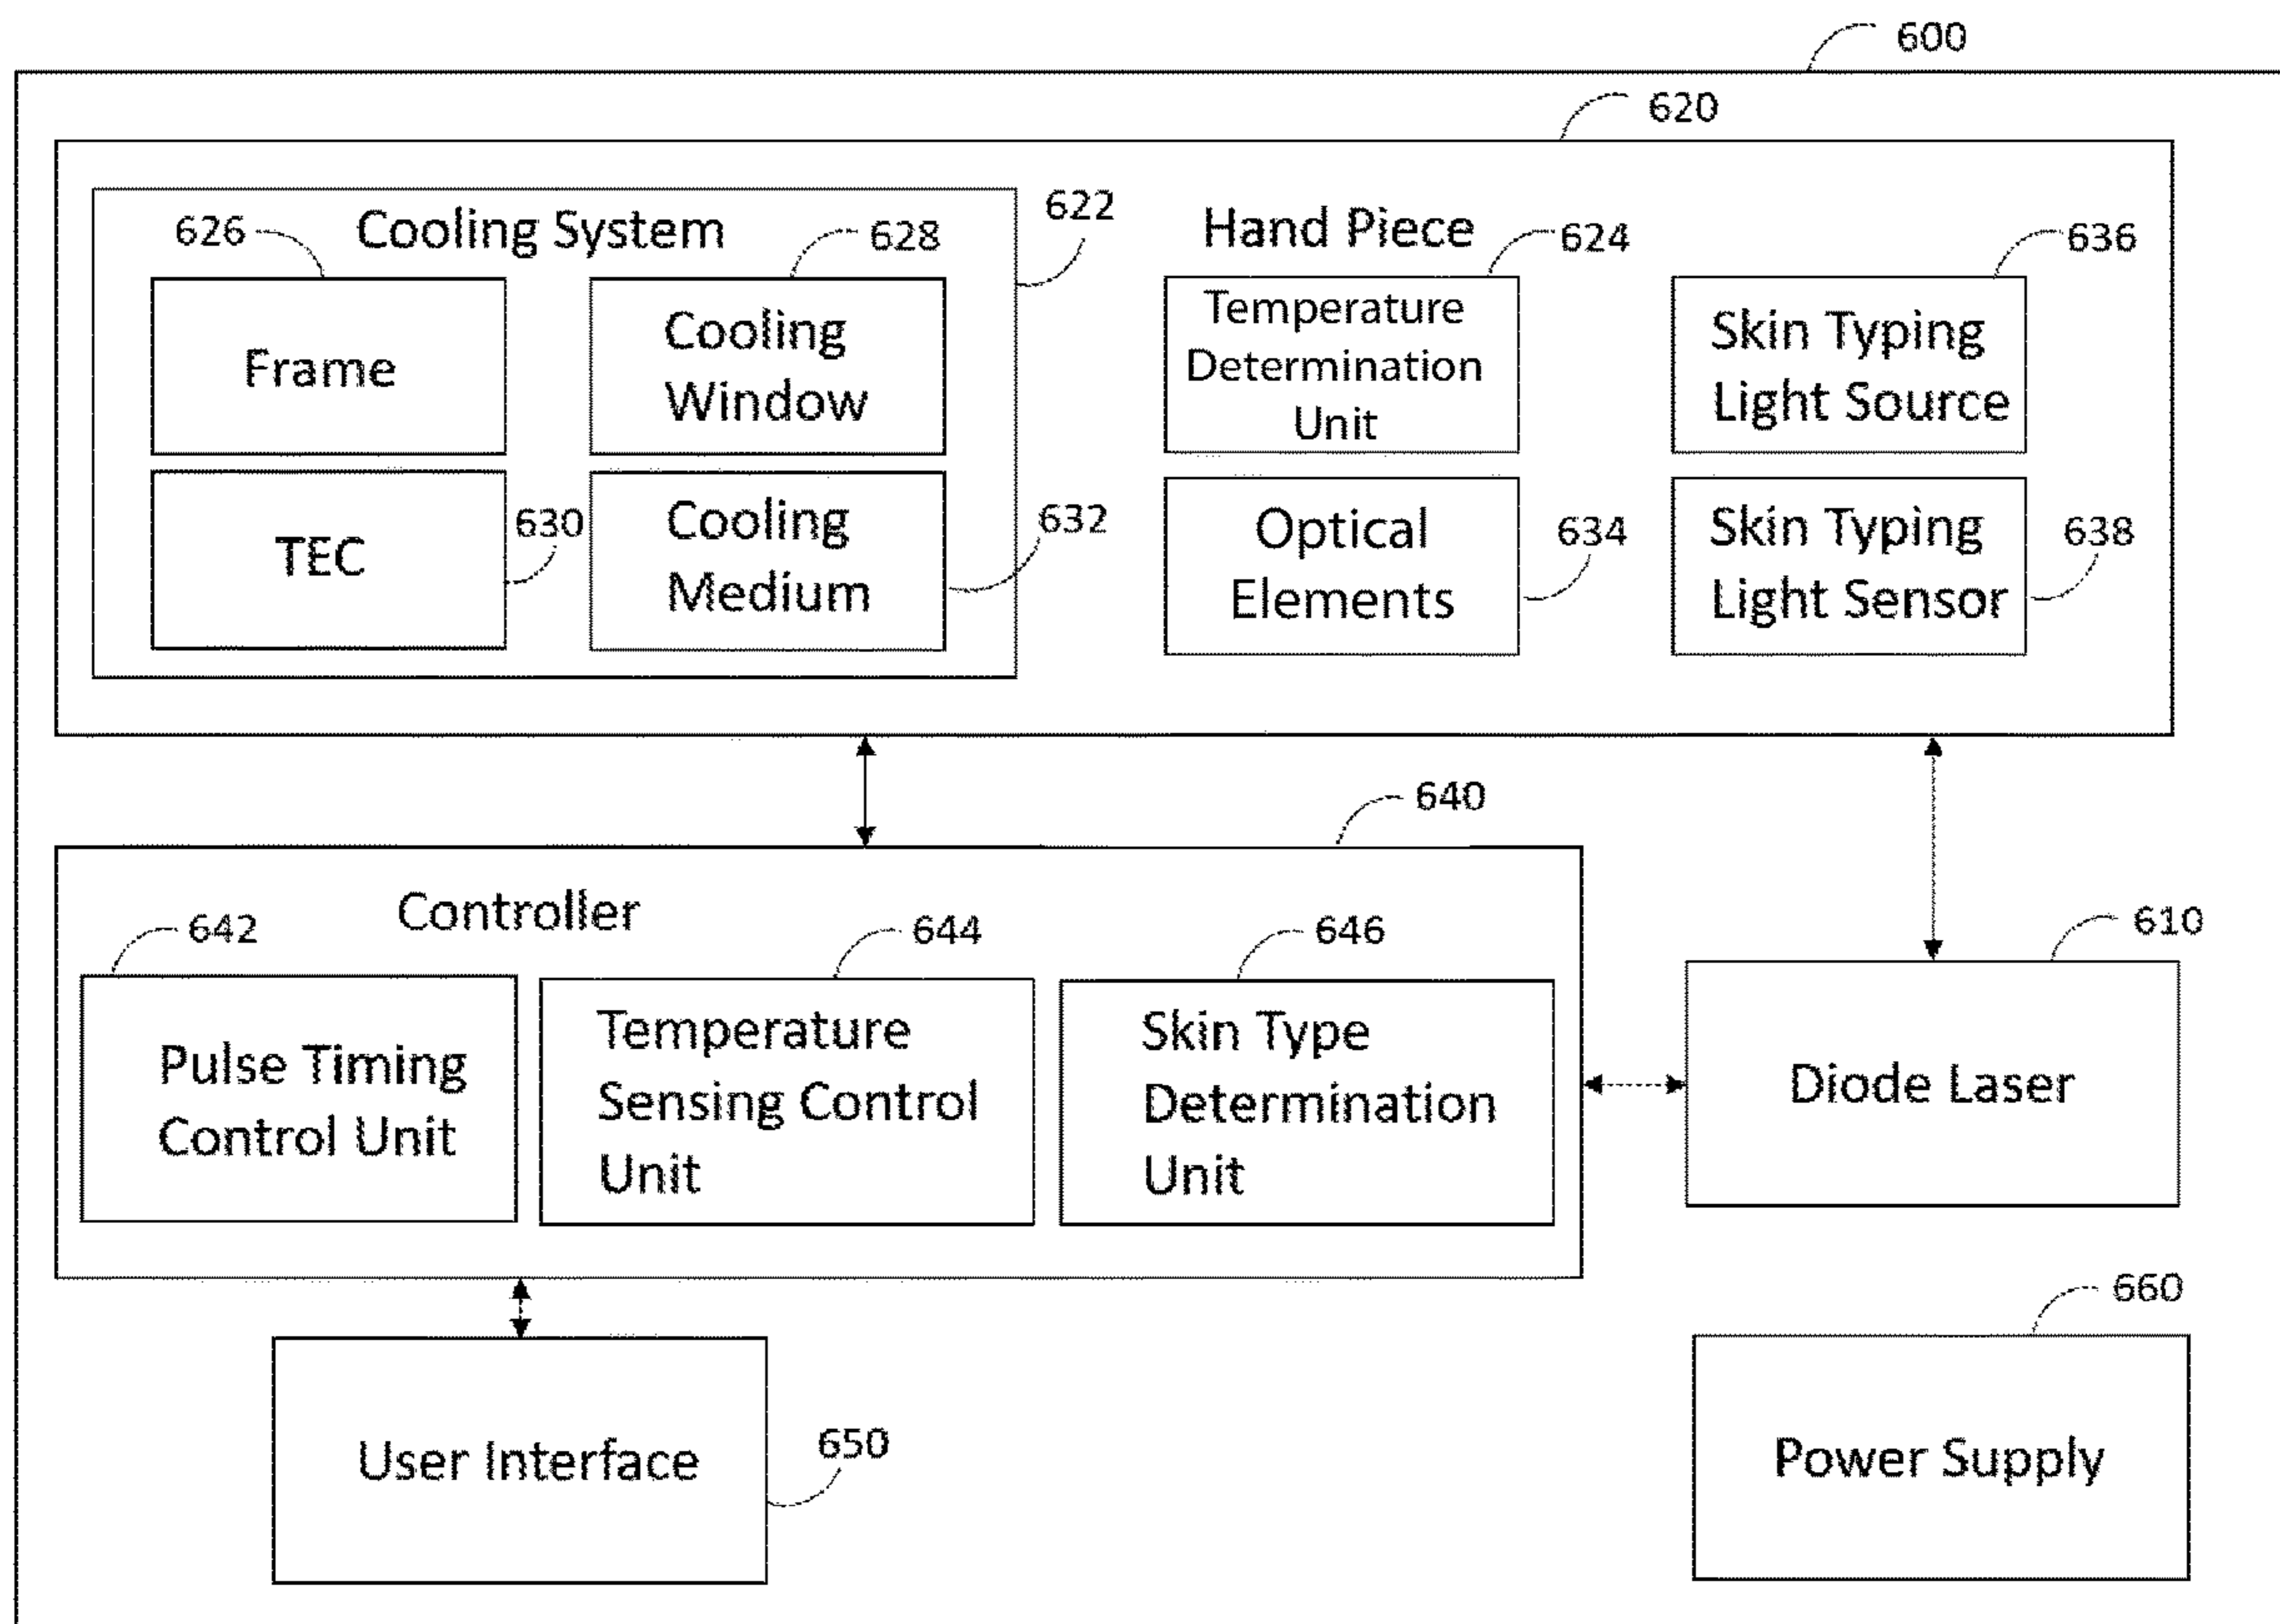 600
620
622
Cooling System
626
628
Frame
Cooling
Window
TEC
630
Cooling
Medium
632
Hand Piece
624
636
Temperature
Determination
Unit
Skin Typing
Light Source
Optical
Elements
634
Skin Typing
Light Sensor
638
640
Controller
642
644
646
Pulse Timing
Control Unit
Temperature
Sensing Control
Unit
Skin Type
Determination
Unit
610
Diode Laser
User Interface
650
660
Power Supply